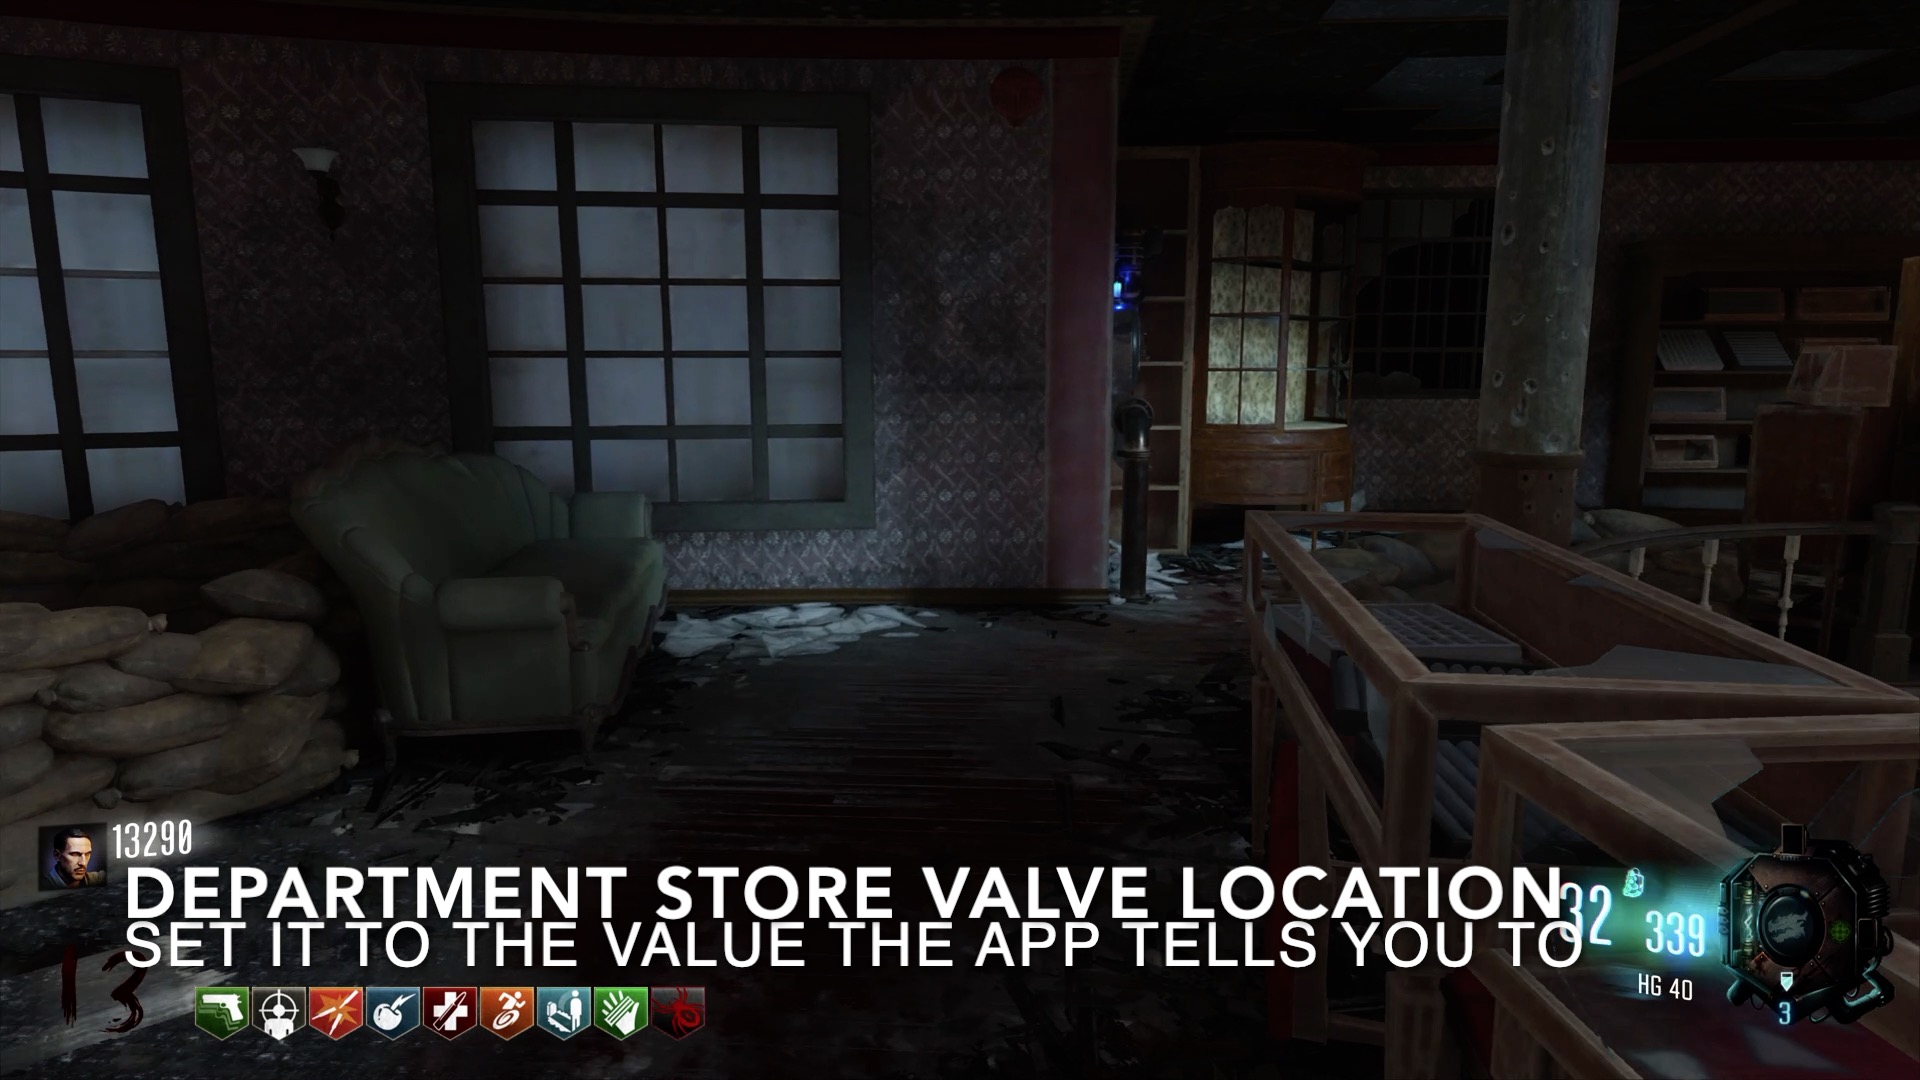 13290
DEPARTMENT STORE VALVE LOCATION
SET IT TO THE VALUE THE APP TELLS YOU TO
32 339
HG 40
3
13